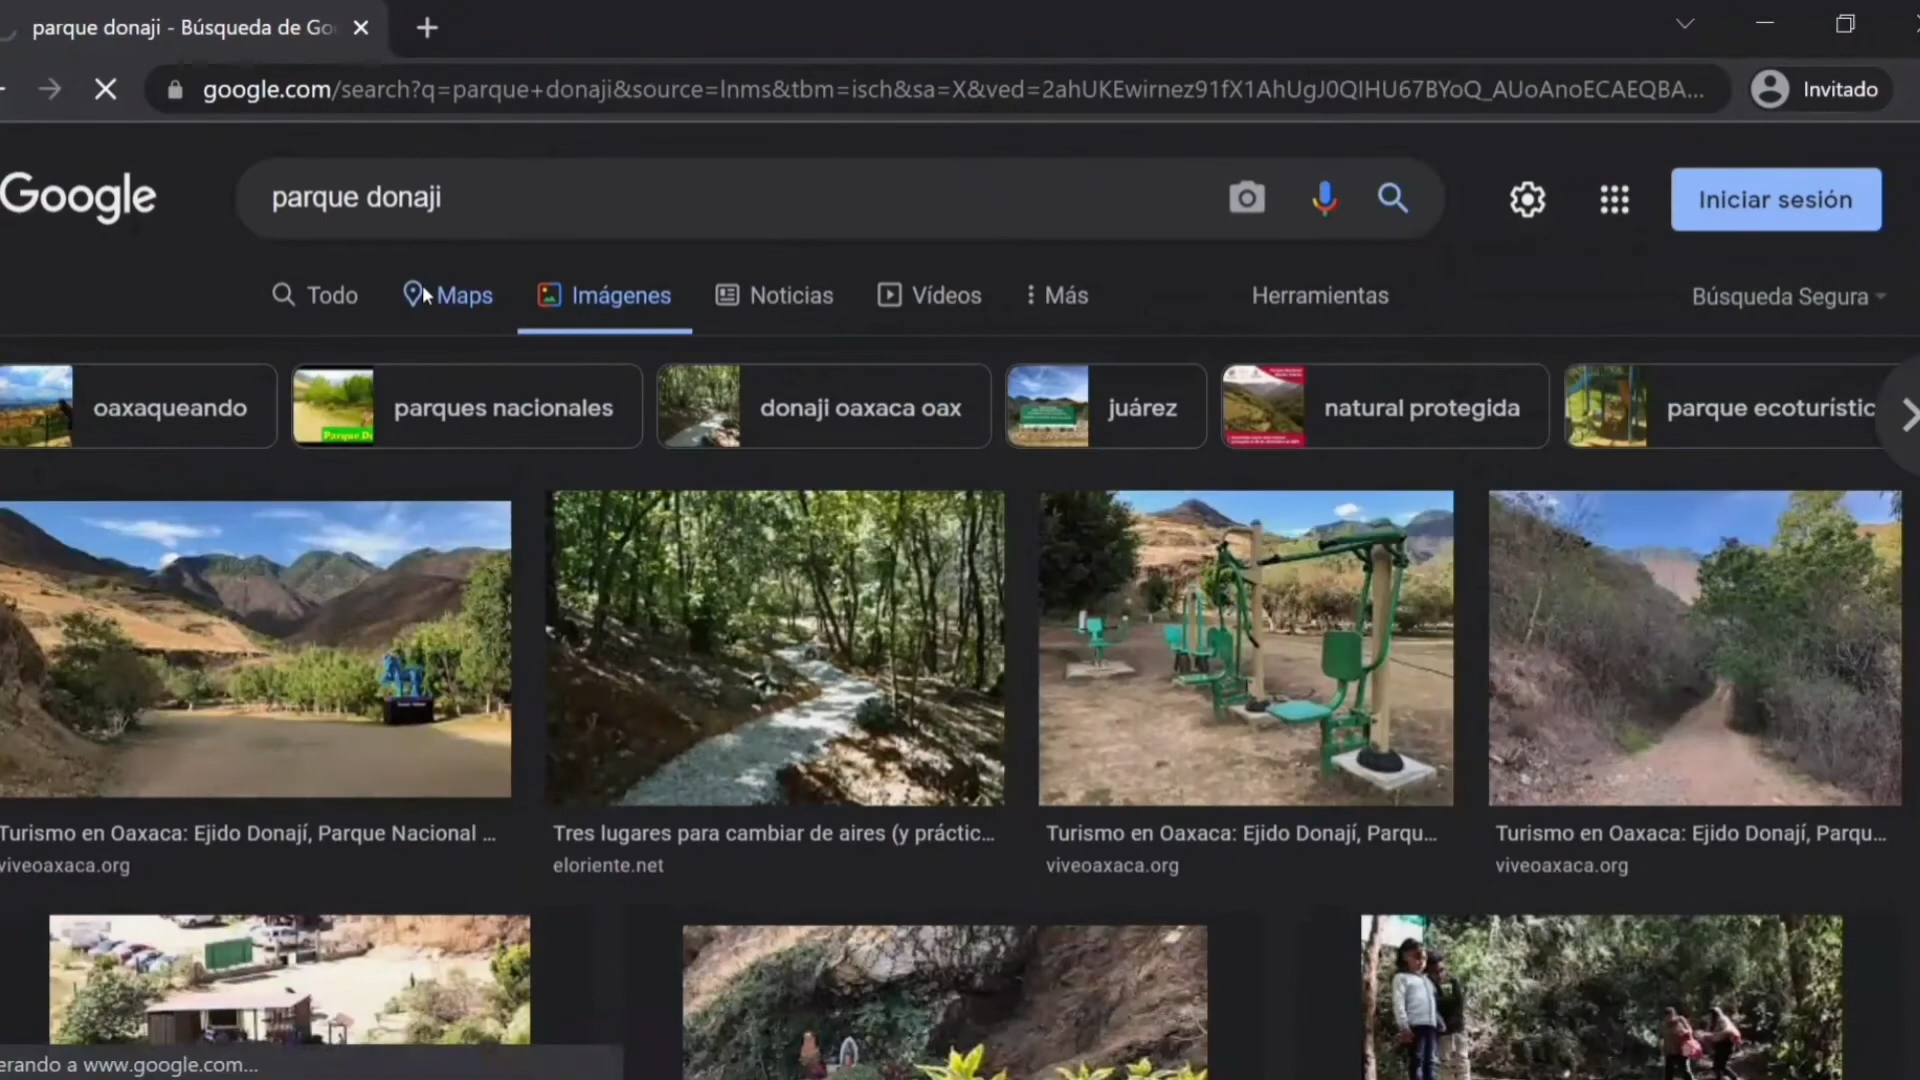 parque donaji - Búsqueda de Go
google.com/search?q=parque+donaji&source=lnms&tbm=isch&sa=X&ved=2ahUKEwirnez91fX1AhUgJ0QIHU67BYoQ_AUoAnoECAEQBA...
Invitado
Google
parque donaji
Iniciar sesión
Todo
Maps
Imágenes
Noticias
Vídeos
Más
Herramientas
Búsqueda Segura
oaxaqueando
parques nacionales
donaji oaxaca oax
juárez
natural protegida
parque ecoturístic
Turismo en Oaxaca: Ejido Donají, Parque Nacional ...
viveoaxaca.org
Tres lugares para cambiar de aires (y práctic...
eloriente.net
Turismo en Oaxaca: Ejido Donají, Parqu...
viveoaxaca.org
Turismo en Oaxaca: Ejido Donají, Parqu...
viveoaxaca.org
erando a www.google.com...